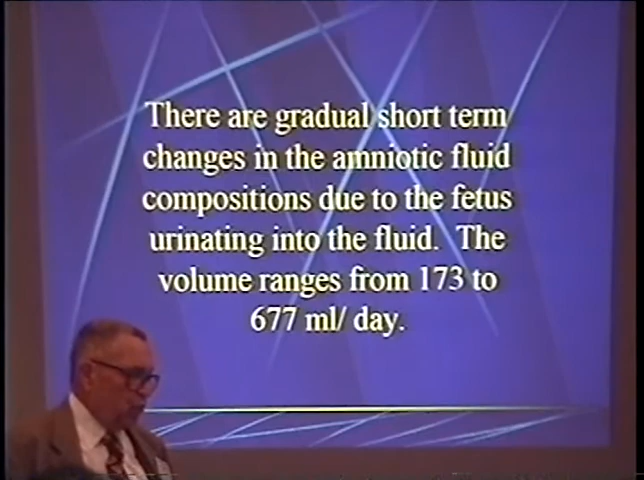 There are gradual short term
changes in the amniotic fluid
compositions due to the fetus
urinating into the fluid. The
volume ranges from 173 to
677 ml/ day.